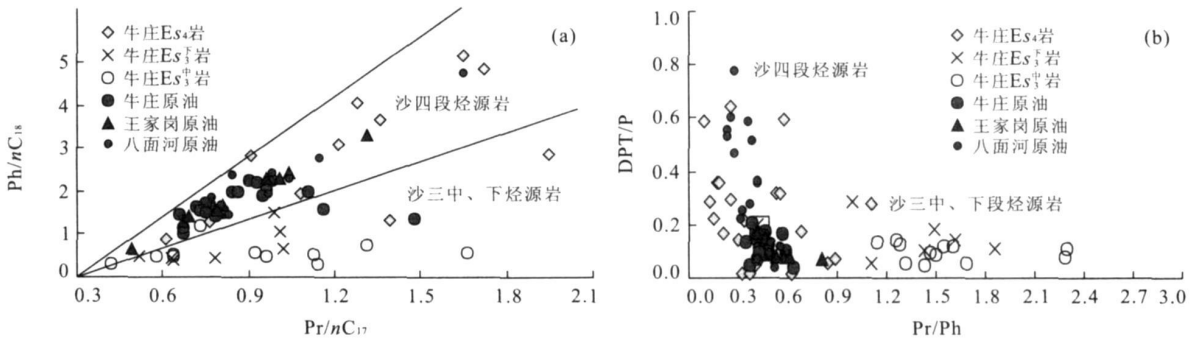 (a)
牛庄Es₄岩
牛庄Es₃下岩
牛庄Es₃中岩
牛庄原油
王家岗原油
八面河原油
沙四段烃源岩
沙三中、下烃源岩
Ph/nC₁₈
5
4
3
2
1
0
0.3 0.6 0.9 1.2 1.5 1.8 2.1
Pr/nC₁₇
(b)
牛庄Es₄岩
牛庄Es₃下岩
牛庄Es₃中岩
牛庄原油
王家岗原油
八面河原油
沙四段烃源岩
沙三中、下段烃源岩
DPT/P
1.0
0.8
0.6
0.4
0.2
0.0
0.0 0.3 0.6 0.9 1.2 1.5 1.8 2.1 2.4 2.7 3.0
Pr/Ph